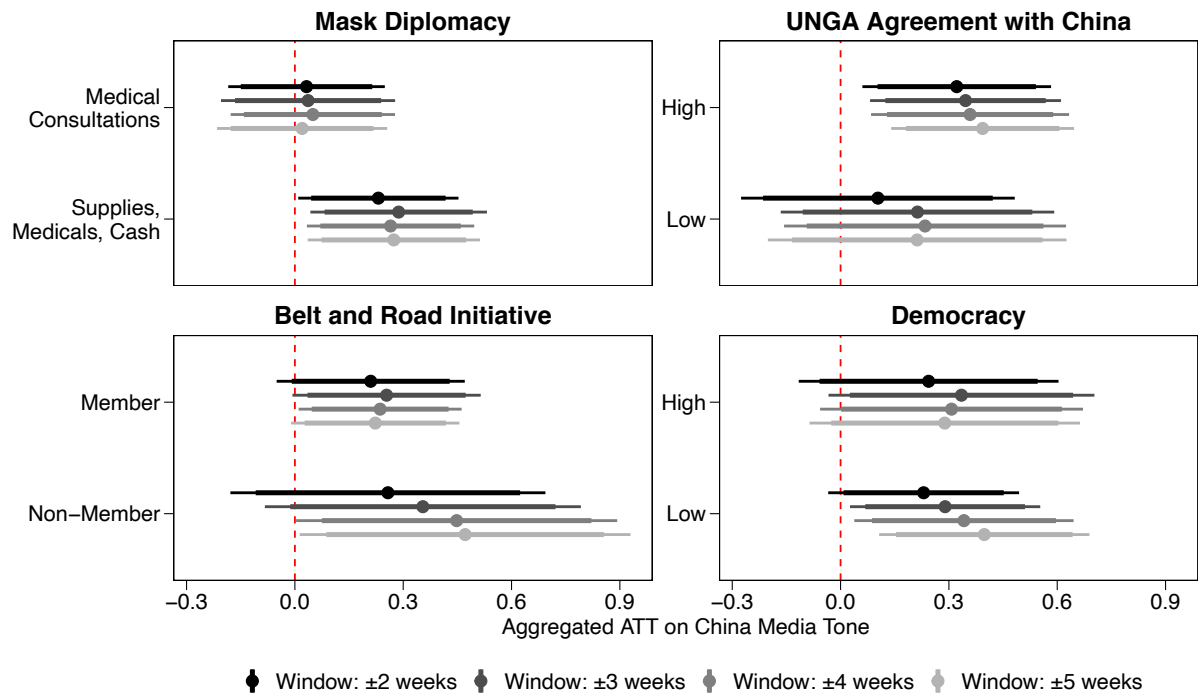 Mask Diplomacy
UNGA Agreement with China
Medical
Consultations
Supplies,
Medicals, Cash
High
Low
Belt and Road Initiative
Democracy
Member
Non−Member
High
Low
−0.3 0.0 0.3 0.6 0.9
−0.3 0.0 0.3 0.6 0.9
Aggregated ATT on China Media Tone
Window: ±2 weeks Window: ±3 weeks Window: ±4 weeks Window: ±5 weeks